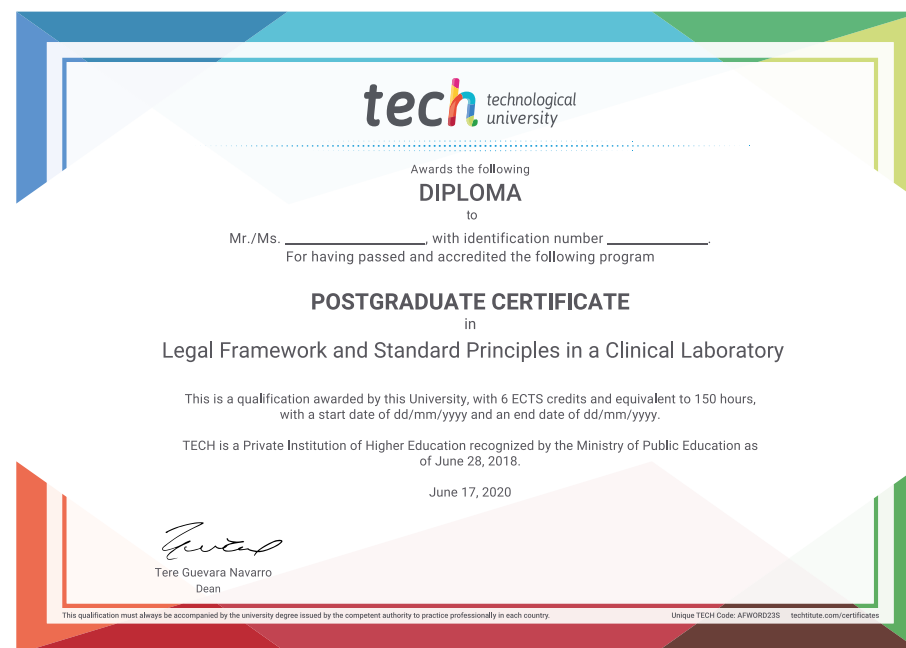 tech technological
university
Awards the following
DIPLOMA
to
Mr./Ms. ____________, with identification number ____________.
For having passed and accredited the following program
POSTGRADUATE CERTIFICATE
in
Legal Framework and Standard Principles in a Clinical Laboratory
This is a qualification awarded by this University, with 6 ECTS credits and equivalent to 150 hours,
with a start date of dd/mm/yyyy and an end date of dd/mm/yyyy.
TECH is a Private Institution of Higher Education recognized by the Ministry of Public Education as
of June 28, 2018.
June 17, 2020
Tere Guevara Navarro
Dean
This qualification must always be accompanied by the university degree issued by the competent authority to practice professionally in each country. Unique TECH Code: AFWORD23S techtitute.com/certificates